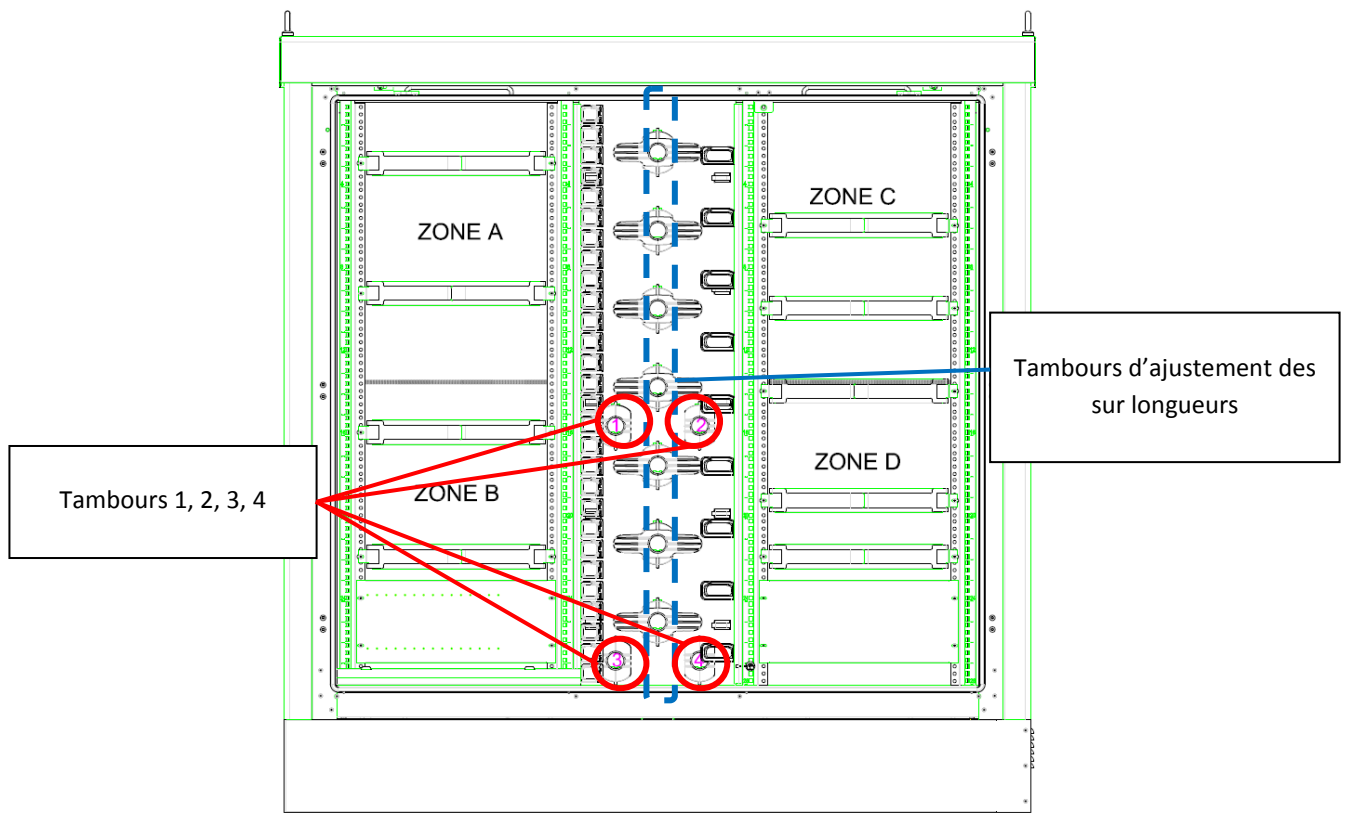 ZONE A
ZONE C
Tambours d’ajustement des
sur longueurs
1
2
ZONE B
ZONE D
Tambours 1, 2, 3, 4
3
4